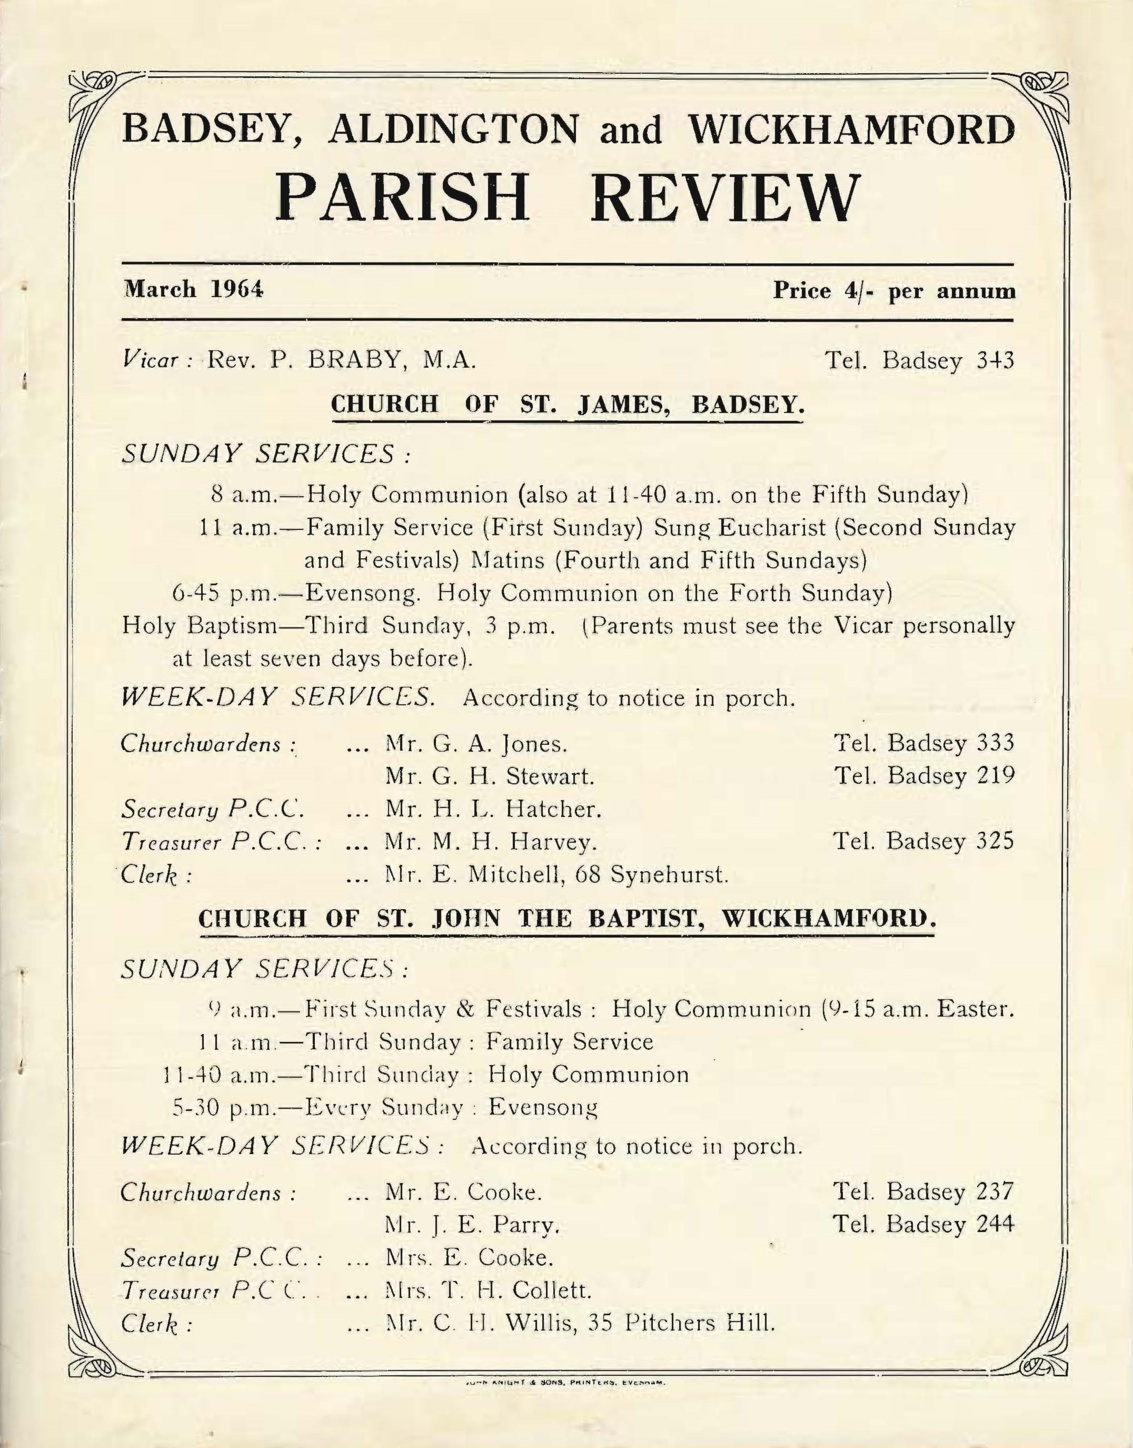 BADSEY, ALDINGTON and WICKHAMFORD
PARISH REVIEW
March 1964 Price 4/- per annum
Vicar : Rev. P. BRABY, M.A. Tel. Badsey 343
CHURCH OF ST. JAMES, BADSEY.
SUNDAY SERVICES :
8 a.m.—Holy Communion (also at 11-40 a.m. on the Fifth Sunday)
11 a.m.—Family Service (First Sunday) Sung Eucharist (Second Sunday
and Festivals) Matins (Fourth and Fifth Sundays)
6-45 p.m.—Evensong. Holy Communion on the Forth Sunday)
Holy Baptism—Third Sunday, 3 p.m. (Parents must see the Vicar personally
at least seven days before).
WEEK-DAY SERVICES. According to notice in porch.
Churchwardens : ... Mr. G. A. Jones. Tel. Badsey 333
Mr. G. H. Stewart. Tel. Badsey 219
Secretary P.C.C. ... Mr. H. L. Hatcher.
Treasurer P.C.C. : ... Mr. M. H. Harvey. Tel. Badsey 325
Clerk : ... Mr. E. Mitchell, 68 Synehurst.
CHURCH OF ST. JOHN THE BAPTIST, WICKHAMFORD.
SUNDAY SERVICES :
9 a.m.—First Sunday & Festivals : Holy Communion (9-15 a.m. Easter.
11 a.m.—Third Sunday : Family Service
11-40 a.m.—Third Sunday : Holy Communion
5-30 p.m.—Every Sunday : Evensong
WEEK-DAY SERVICES : According to notice in porch.
Churchwardens : ... Mr. E. Cooke. Tel. Badsey 237
Mr. J. E. Parry. Tel. Badsey 244
Secretary P.C.C. : ... Mrs. E. Cooke.
Treasurer P.C C. . ... Mrs. T. H. Collett.
Clerk : ... Mr. C. H. Willis, 35 Pitchers Hill.
JOHN KNIGHT & SONS, PRINTERS, EVESHAM.